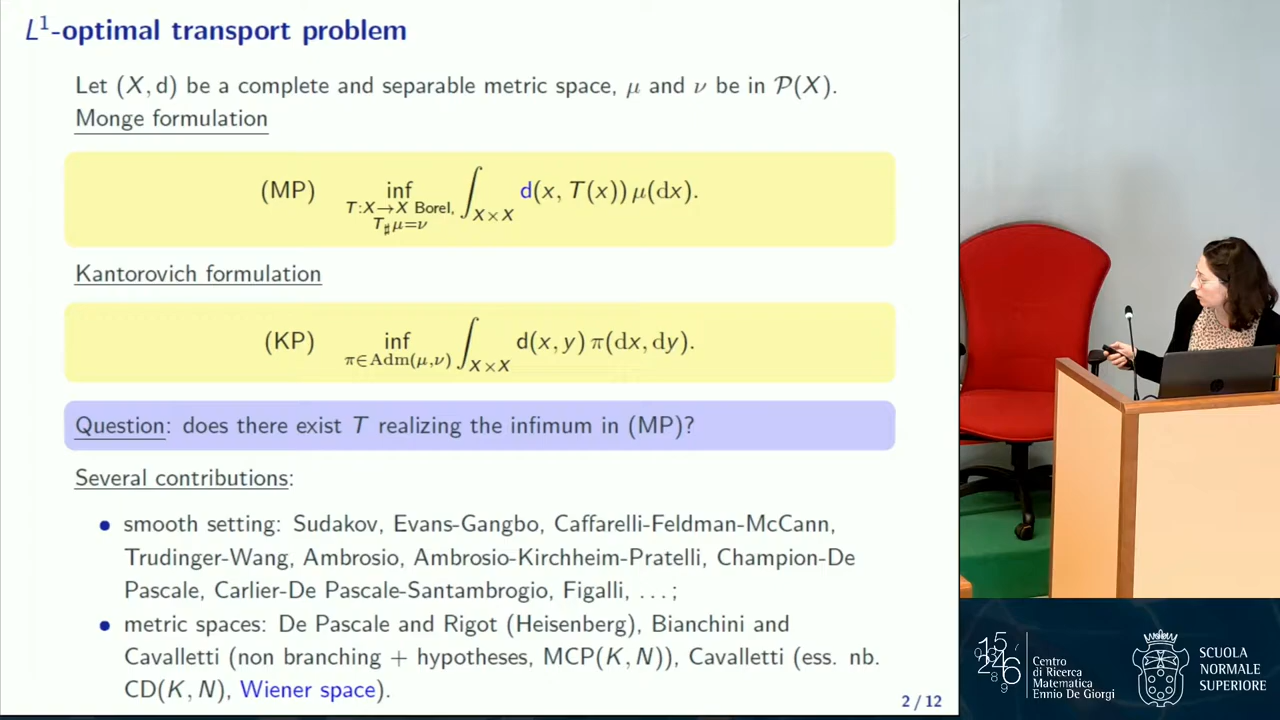 L¹-optimal transport problem
Let (X, d) be a complete and separable metric space, μ and ν be in 𝒫(X).
Monge formulation
(MP) inf_{T:X→X Borel, T_♯μ=ν} ∫_{X×X} d(x, T(x)) μ(dx).
Kantorovich formulation
(KP) inf_{π∈Adm(μ,ν)} ∫_{X×X} d(x, y) π(dx, dy).
Question: does there exist T realizing the infimum in (MP)?
Several contributions:
• smooth setting: Sudakov, Evans-Gangbo, Caffarelli-Feldman-McCann,
Trudinger-Wang, Ambrosio, Ambrosio-Kirchheim-Pratelli, Champion-De
Pascale, Carlier-De Pascale-Santambrogio, Figalli, ...;
• metric spaces: De Pascale and Rigot (Heisenberg), Bianchini and
Cavalletti (non branching + hypotheses, MCP(K, N)), Cavalletti (ess. nb.
CD(K, N), Wiener space).
2 / 12
Centro
di Ricerca
Matematica
Ennio De Giorgi
SCUOLA
NORMALE
SUPERIORE